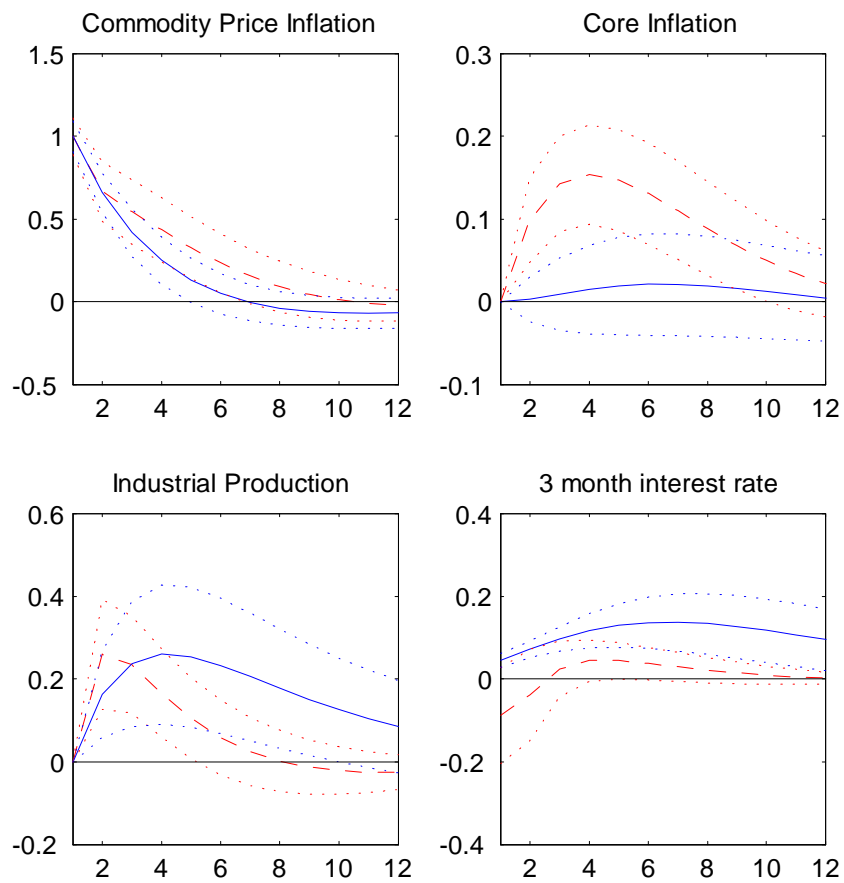 Commodity Price Inflation
Core Inflation
1.5
1
0.5
0
-0.5
2 4 6 8 10 12
0.3
0.2
0.1
0
-0.1
2 4 6 8 10 12
Industrial Production
3 month interest rate
0.6
0.4
0.2
0
-0.2
2 4 6 8 10 12
0.4
0.2
0
-0.2
-0.4
2 4 6 8 10 12